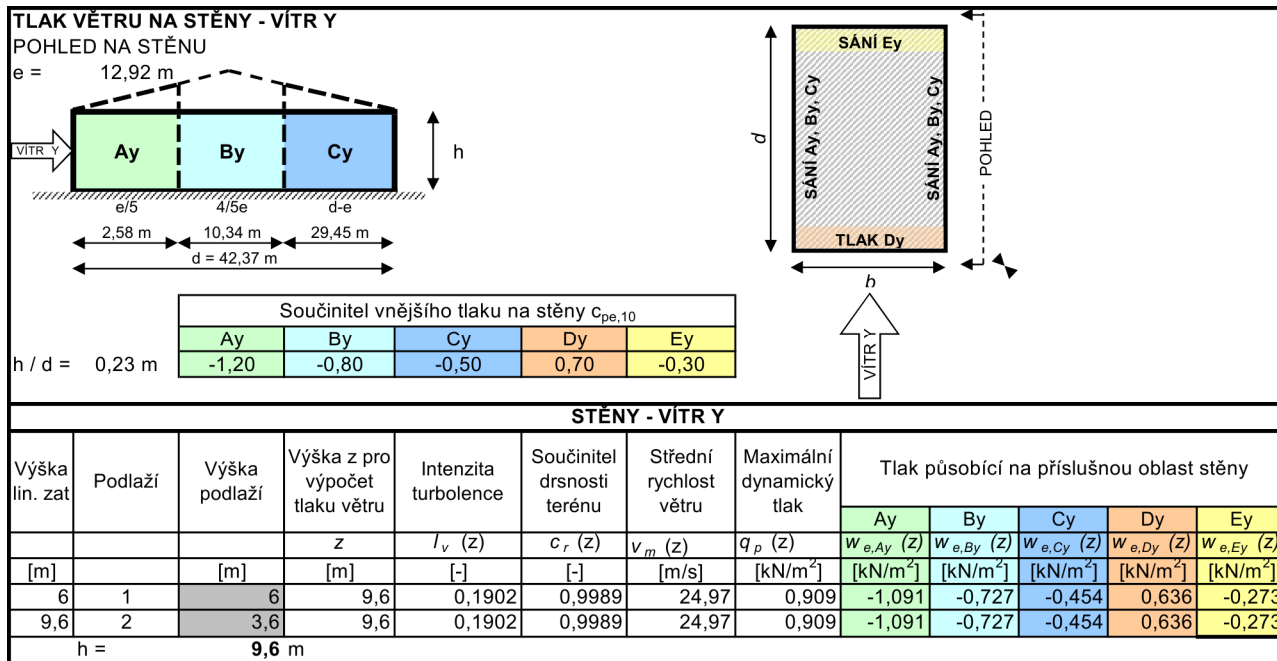 TLAK VĚTRU NA STĚNY - VÍTR Y
POHLED NA STĚNU
e = 12,92 m
VÍTR Y
Ay By Cy
h
e/5 4/5e d-e
2,58 m 10,34 m 29,45 m
d = 42,37 m
SÁNÍ Ey
SÁNÍ Ay, By, Cy
SÁNÍ Ay, By, Cy
TLAK Dy
d
b
POHLED
VÍTR Y
Součinitel vnějšího tlaku na stěny cpe,10
Ay By Cy Dy Ey
h / d = 0,23 m -1,20 -0,80 -0,50 0,70 -0,30
STĚNY - VÍTR Y
Výška lin. zat Podlaží Výška podlaží Výška z pro výpočet tlaku větru Intenzita turbolence Součinitel drsnosti terénu Střední rychlost větru Maximální dynamický tlak Tlak působící na příslušnou oblast stěny
Ay By Cy Dy Ey
z Iv (z) cr (z) vm (z) qp (z) we,Ay (z) we,By (z) we,Cy (z) we,Dy (z) we,Ey (z)
[m] [m] [m] [-] [-] [m/s] [kN/m²] [kN/m²] [kN/m²] [kN/m²] [kN/m²] [kN/m²]
6 1 6 9,6 0,1902 0,9989 24,97 0,909 -1,091 -0,727 -0,454 0,636 -0,273
9,6 2 3,6 9,6 0,1902 0,9989 24,97 0,909 -1,091 -0,727 -0,454 0,636 -0,273
h = 9,6 m